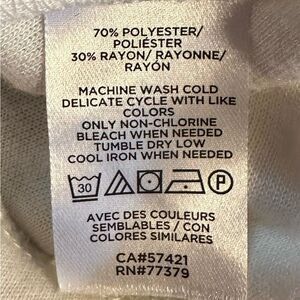 70% POLYESTER/
POLIÉSTER
30% RAYON/ RAYONNE/
RAYÓN
MACHINE WASH COLD
DELICATE CYCLE WITH LIKE
COLORS
ONLY NON-CHLORINE
BLEACH WHEN NEEDED
TUMBLE DRY LOW
COOL IRON WHEN NEEDED
30 P
AVEC DES COULEURS
SEMBLABLES / CON
COLORES SIMILARES
CA#57421
RN#77379